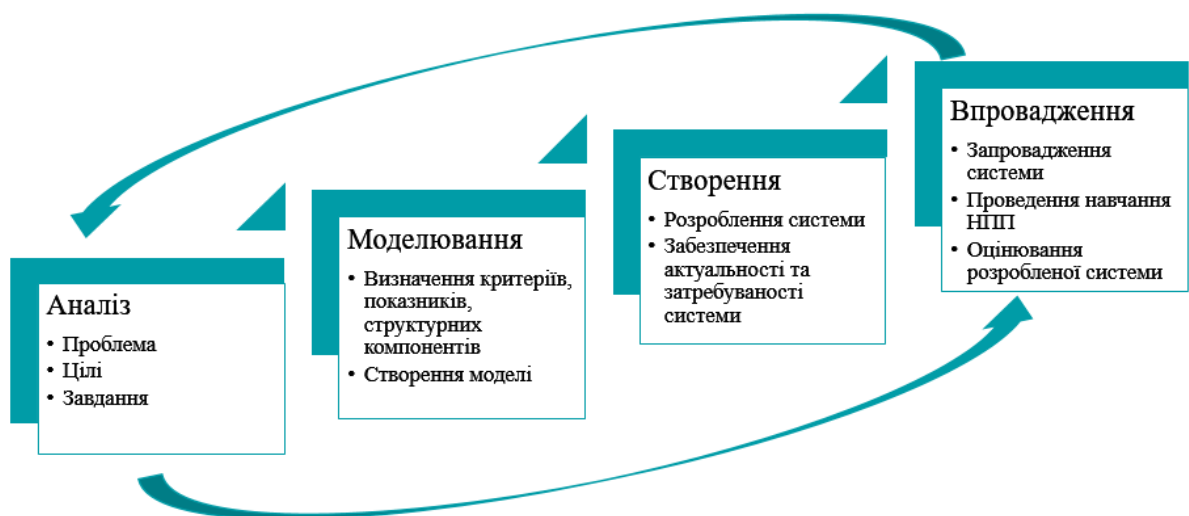 Аналіз
• Проблема
• Цілі
• Завдання
Моделювання
• Визначення критеріїв,
показників,
структурних
компонентів
• Створення моделі
Створення
• Розроблення системи
• Забезпечення
актуальності та
затребуваності
системи
Впровадження
• Запровадження
системи
• Проведення навчання
НПП
• Оцінювання
розробленої системи